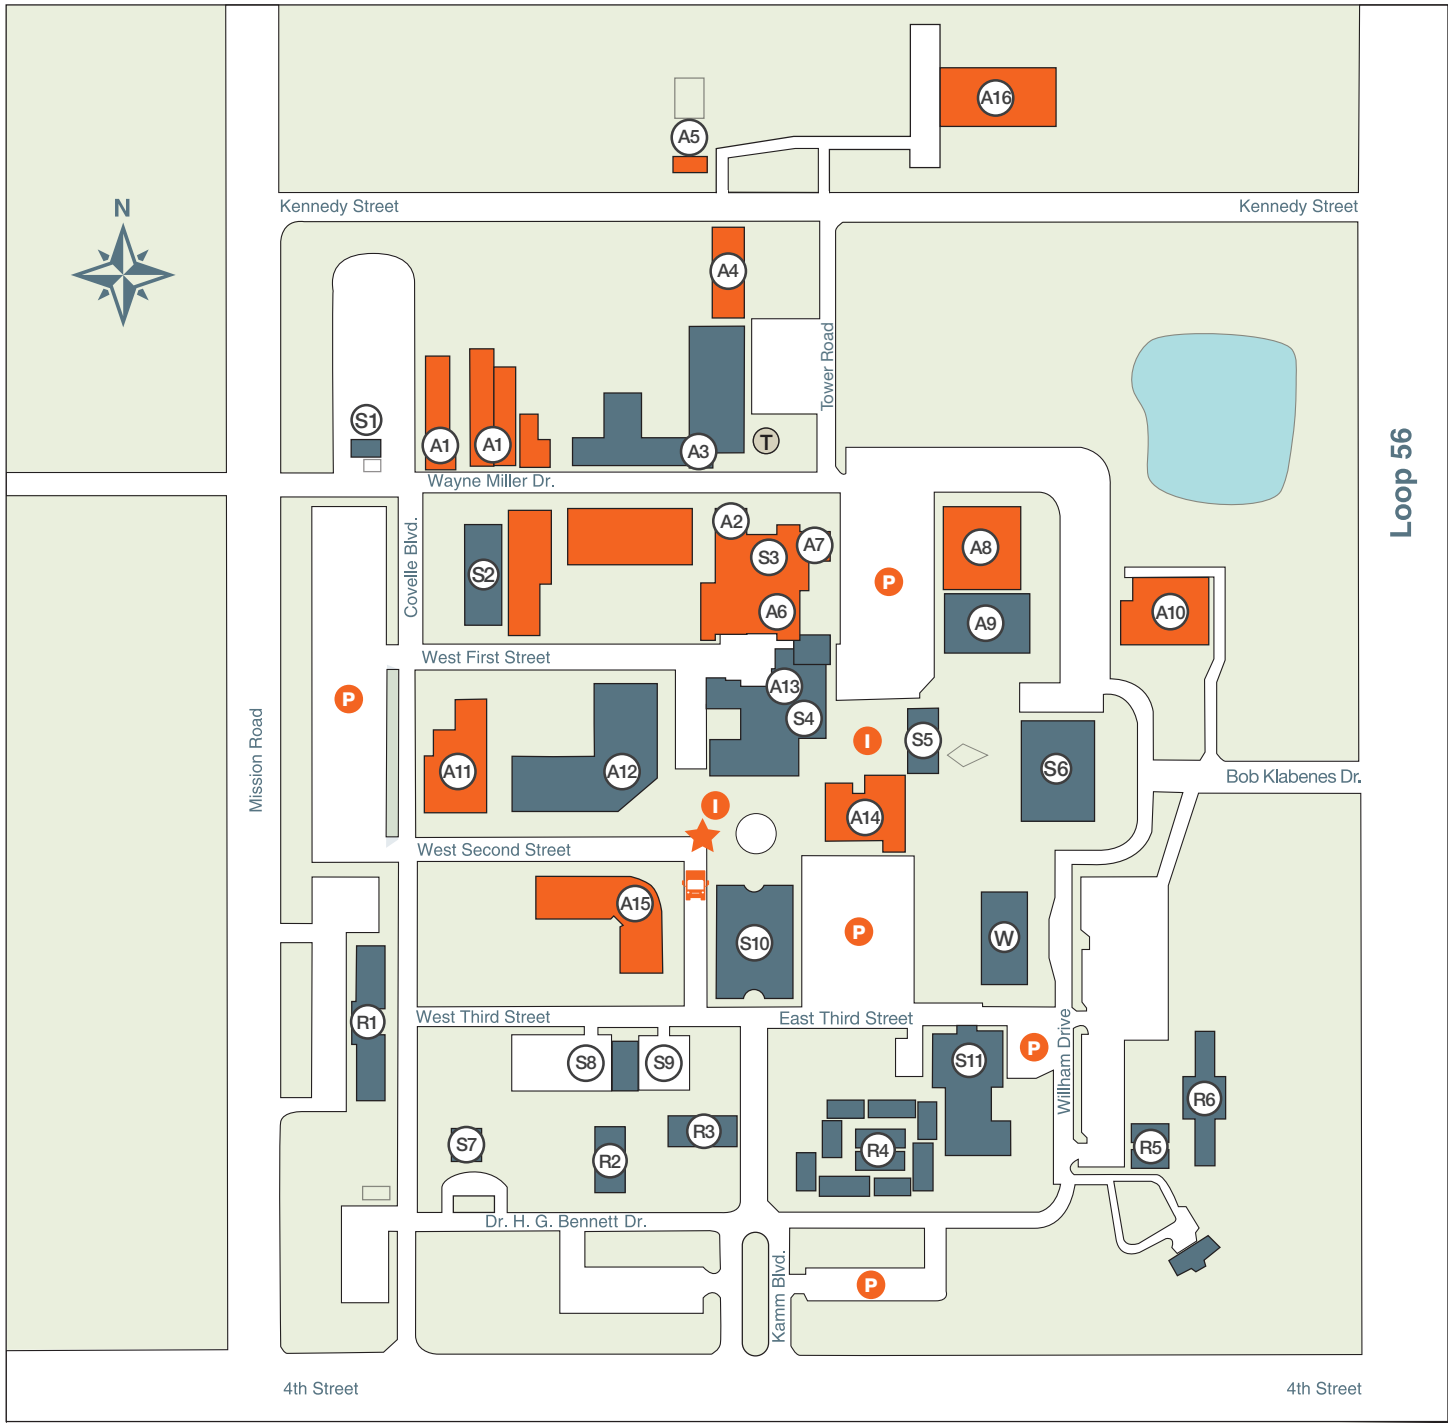 A16
A5
N
Kennedy Street
Kennedy Street
A4
Tower Road
S1
A1
A1
A3
T
Loop 56
Wayne Miller Dr.
Covelle Blvd.
A2
S3
A7
A8
S2
P
A6
A9
A10
West First Street
A13
P
S4
I
S5
Mission Road
A11
A12
S6
Bob Klabenes Dr.
I
A14
West Second Street
A15
S10
P
W
R1
West Third Street
East Third Street
Willham Drive
S8
S9
S11
P
R6
S7
R2
R3
R4
R5
Dr. H. G. Bennett Dr.
Kamm Blvd.
P
4th Street
4th Street